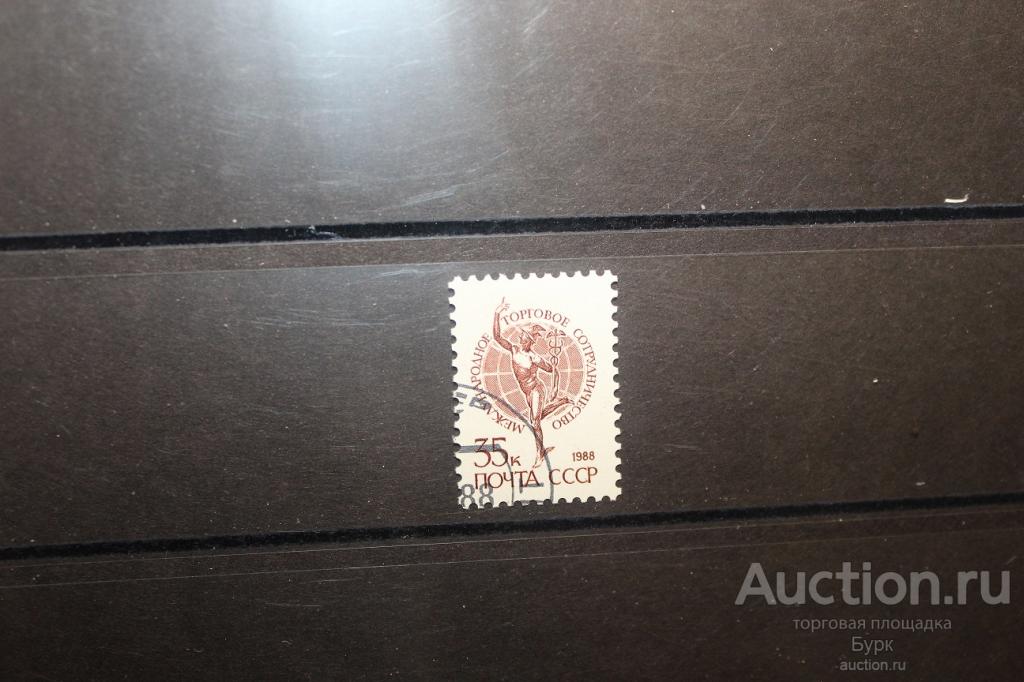 МЕЖДУНАРОДНОЕ ТОРГОВОЕ СОТРУДНИЧЕСТВО
35к
1988
ПОЧТА СССР
88
Auction.ru
торговая площадка
Бурк
auction.ru